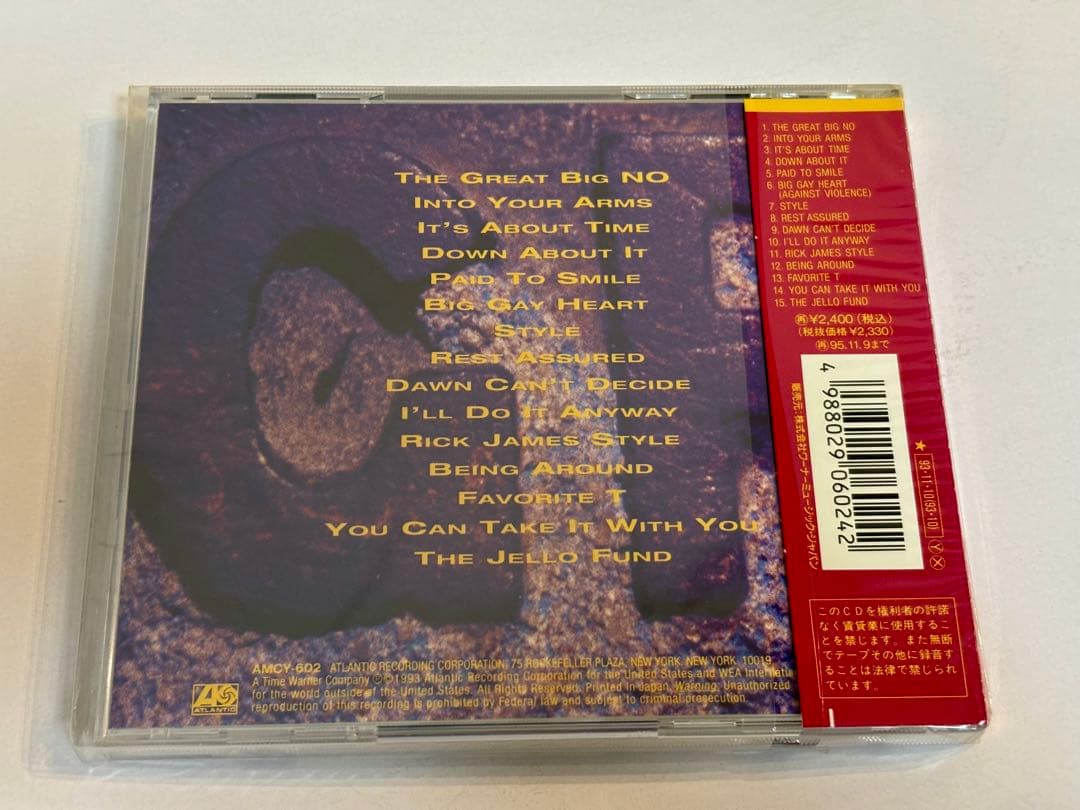 THE GREAT BIG NO
INTO YOUR ARMS
IT'S ABOUT TIME
DOWN ABOUT IT
PAID TO SMILE
BIG GAY HEART
STYLE
REST ASSURED
DAWN CAN'T DECIDE
I'LL DO IT ANYWAY
RICK JAMES STYLE
BEING AROUND
FAVORITE T
YOU CAN TAKE IT WITH YOU
THE JELLO FUND
AMCY-602 ATLANTIC RECORDING CORPORATION, 75 ROCKEFELLER PLAZA, NEW YORK, NEW YORK, 10019.
A Time Warner Company ©℗1993 Atlantic Recording Corporation for the United States and WEA
for the world outside of the United States. All Rights Reserved. Printed in Japan. Warning: Unauthorized
reproduction of this recording is prohibited by Federal law and subject to criminal prosecution.
ATLANTIC
1. THE GREAT BIG NO
2. INTO YOUR ARMS
3. IT'S ABOUT TIME
4. DOWN ABOUT IT
5. PAID TO SMILE
6. BIG GAY HEART
(AGAINST VIOLENCE)
7. STYLE
8. REST ASSURED
9. DAWN CAN'T DECIDE
10. I'LL DO IT ANYWAY
11. RICK JAMES STYLE
12. BEING AROUND
13. FAVORITE T
14. YOU CAN TAKE IT WITH YOU
15. THE JELLO FUND
㊢¥2,400(税込)
(税抜価格¥2,330)
㊢95.11.9まで
4 988029 060242
販売元:株式会社ワーナーミュージック・ジャパン
★ 93・11・10(93・10) Y X
このCDを権利者の許諾
なく賃貸業に使用するこ
とを禁じます。また無断
でテープその他に録音す
ることは法律で禁じられ
ています。